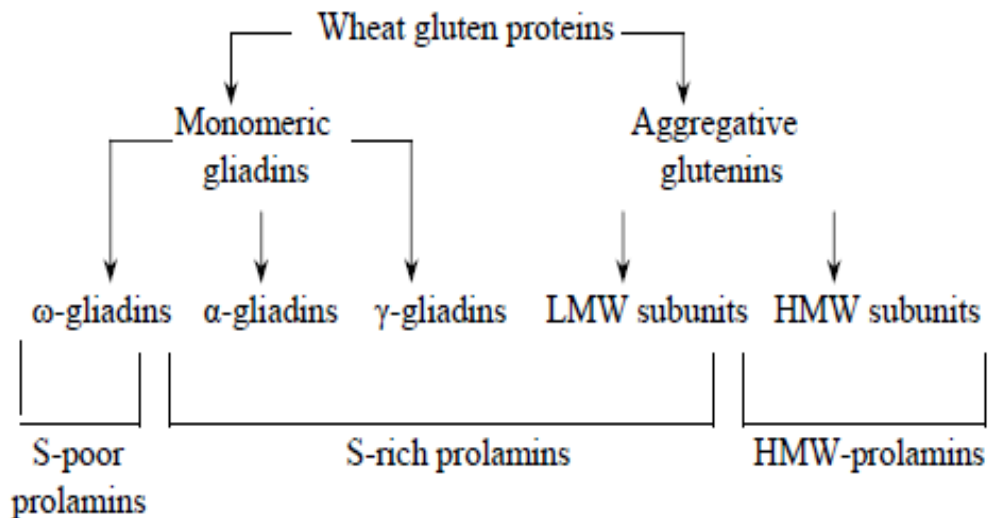 Wheat gluten proteins
Monomeric
gliadins
Aggregative
glutenins
ω-gliadins α-gliadins γ-gliadins LMW subunits HMW subunits
S-poor
prolamins
S-rich prolamins
HMW-prolamins